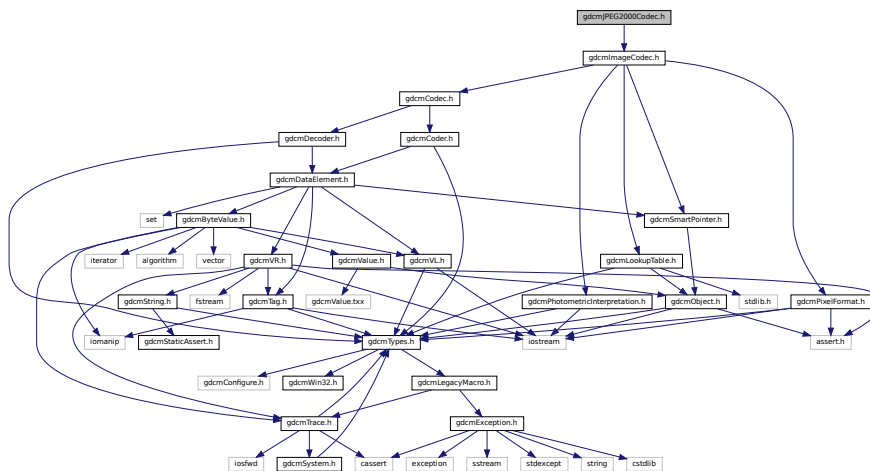 gdcmJPEG2000Codec.h
gdcmImageCodec.h
gdcmCodec.h
gdcmDecoder.h
gdcmCoder.h
gdcmDataElement.h
set
gdcmByteValue.h
gdcmSmartPointer.h
iterator
algorithm
vector
gdcmVR.h
gdcmValue.h
gdcmVL.h
gdcmLookupTable.h
gdcmString.h
fstream
gdcmTag.h
gdcmValue.txx
gdcmPhotometricInterpretation.h
gdcmObject.h
stdlib.h
gdcmPixelFormat.h
iomanip
gdcmStaticAssert.h
gdcmTypes.h
iostream
assert.h
gdcmConfigure.h
gdcmWin32.h
gdcmLegacyMacro.h
gdcmTrace.h
gdcmException.h
iosfwd
gdcmSystem.h
cassert
exception
sstream
stdexcept
string
cstdlib